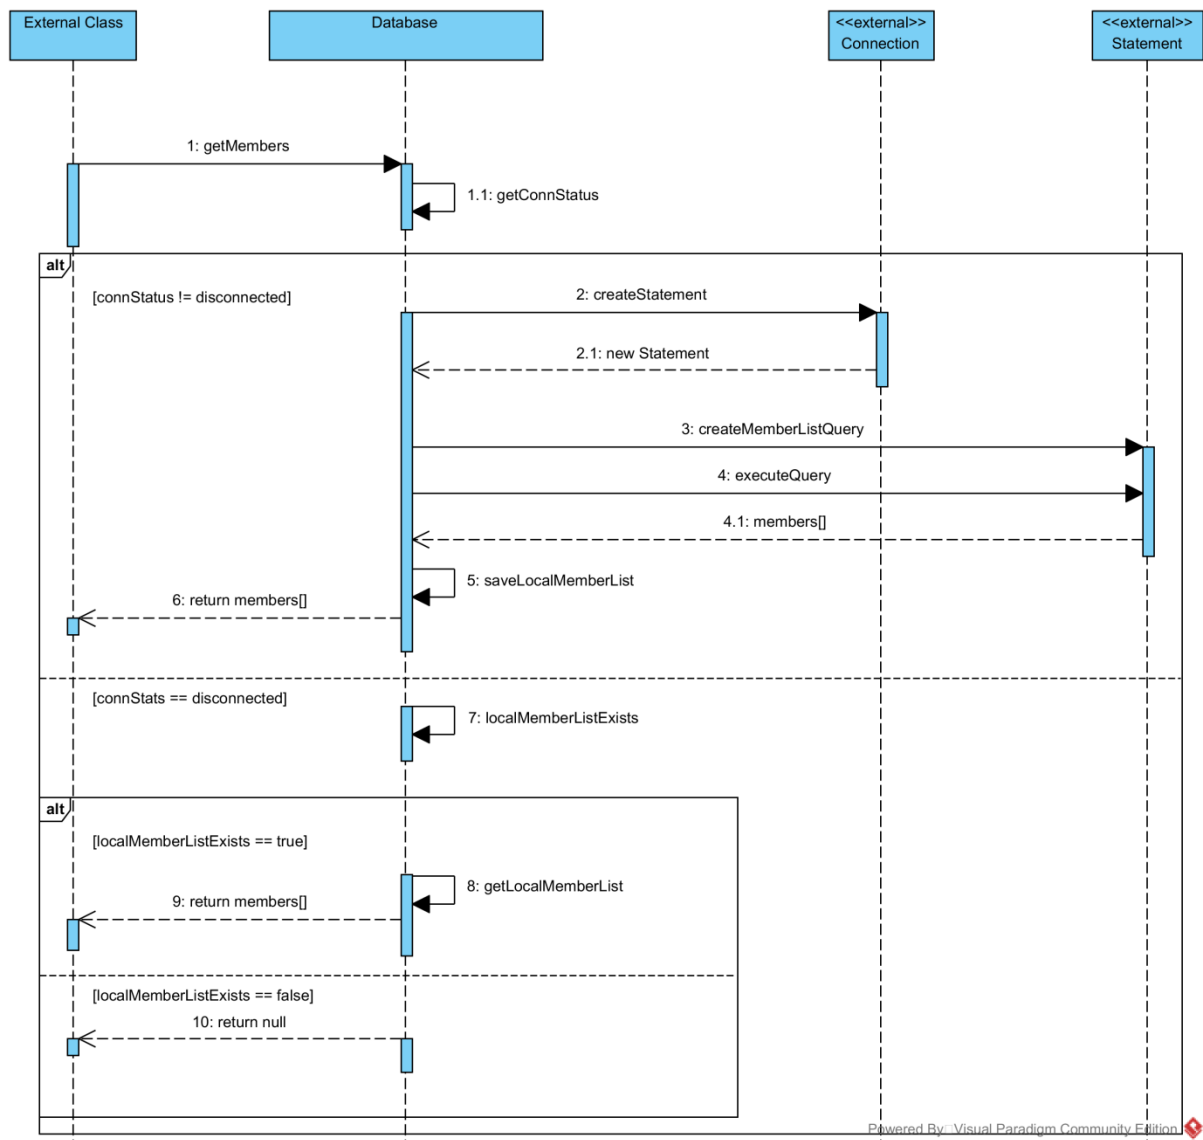 External Class
Database
<<external>>
Connection
<<external>>
Statement
1: getMembers
1.1: getConnStatus
alt
[connStatus != disconnected]
2: createStatement
2.1: new Statement
3: createMemberListQuery
4: executeQuery
4.1: members[]
5: saveLocalMemberList
6: return members[]
[connStats == disconnected]
7: localMemberListExists
alt
[localMemberListExists == true]
8: getLocalMemberList
9: return members[]
[localMemberListExists == false]
10: return null
Powered By Visual Paradigm Community Edition